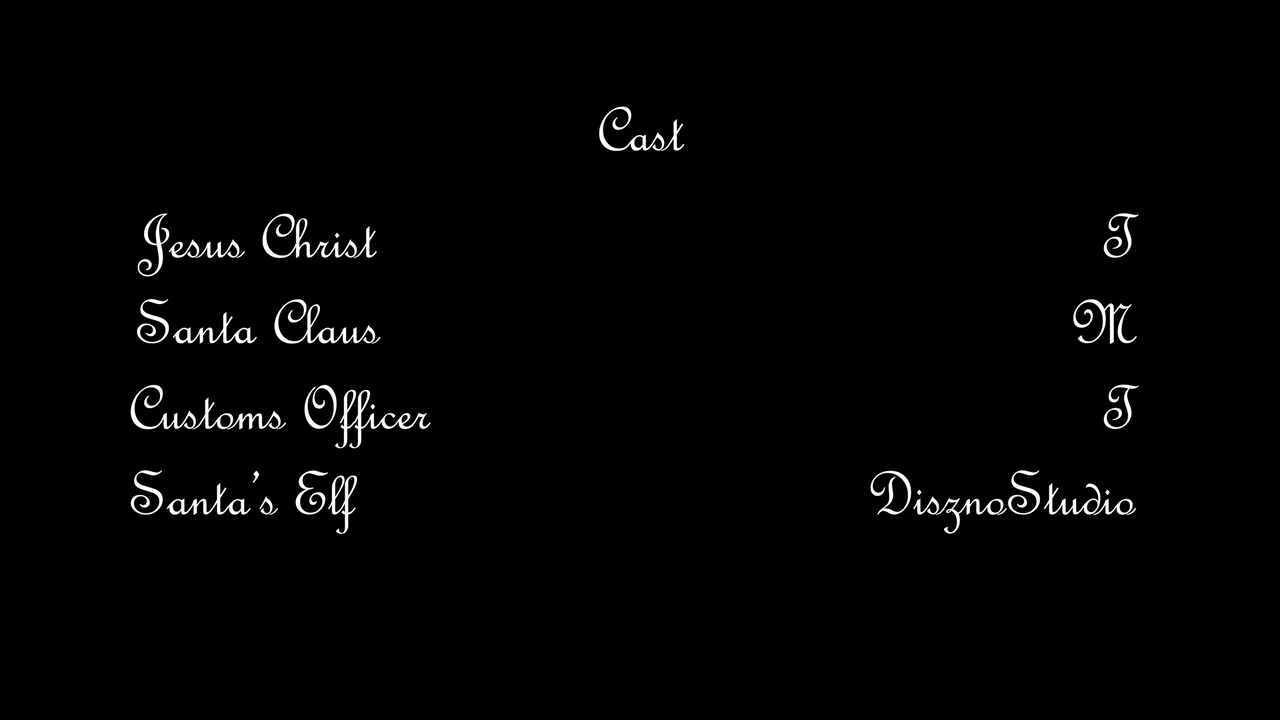 Cast
Jesus Christ T
Santa Claus M
Customs Officer T
Santa's Elf DisznoStudio